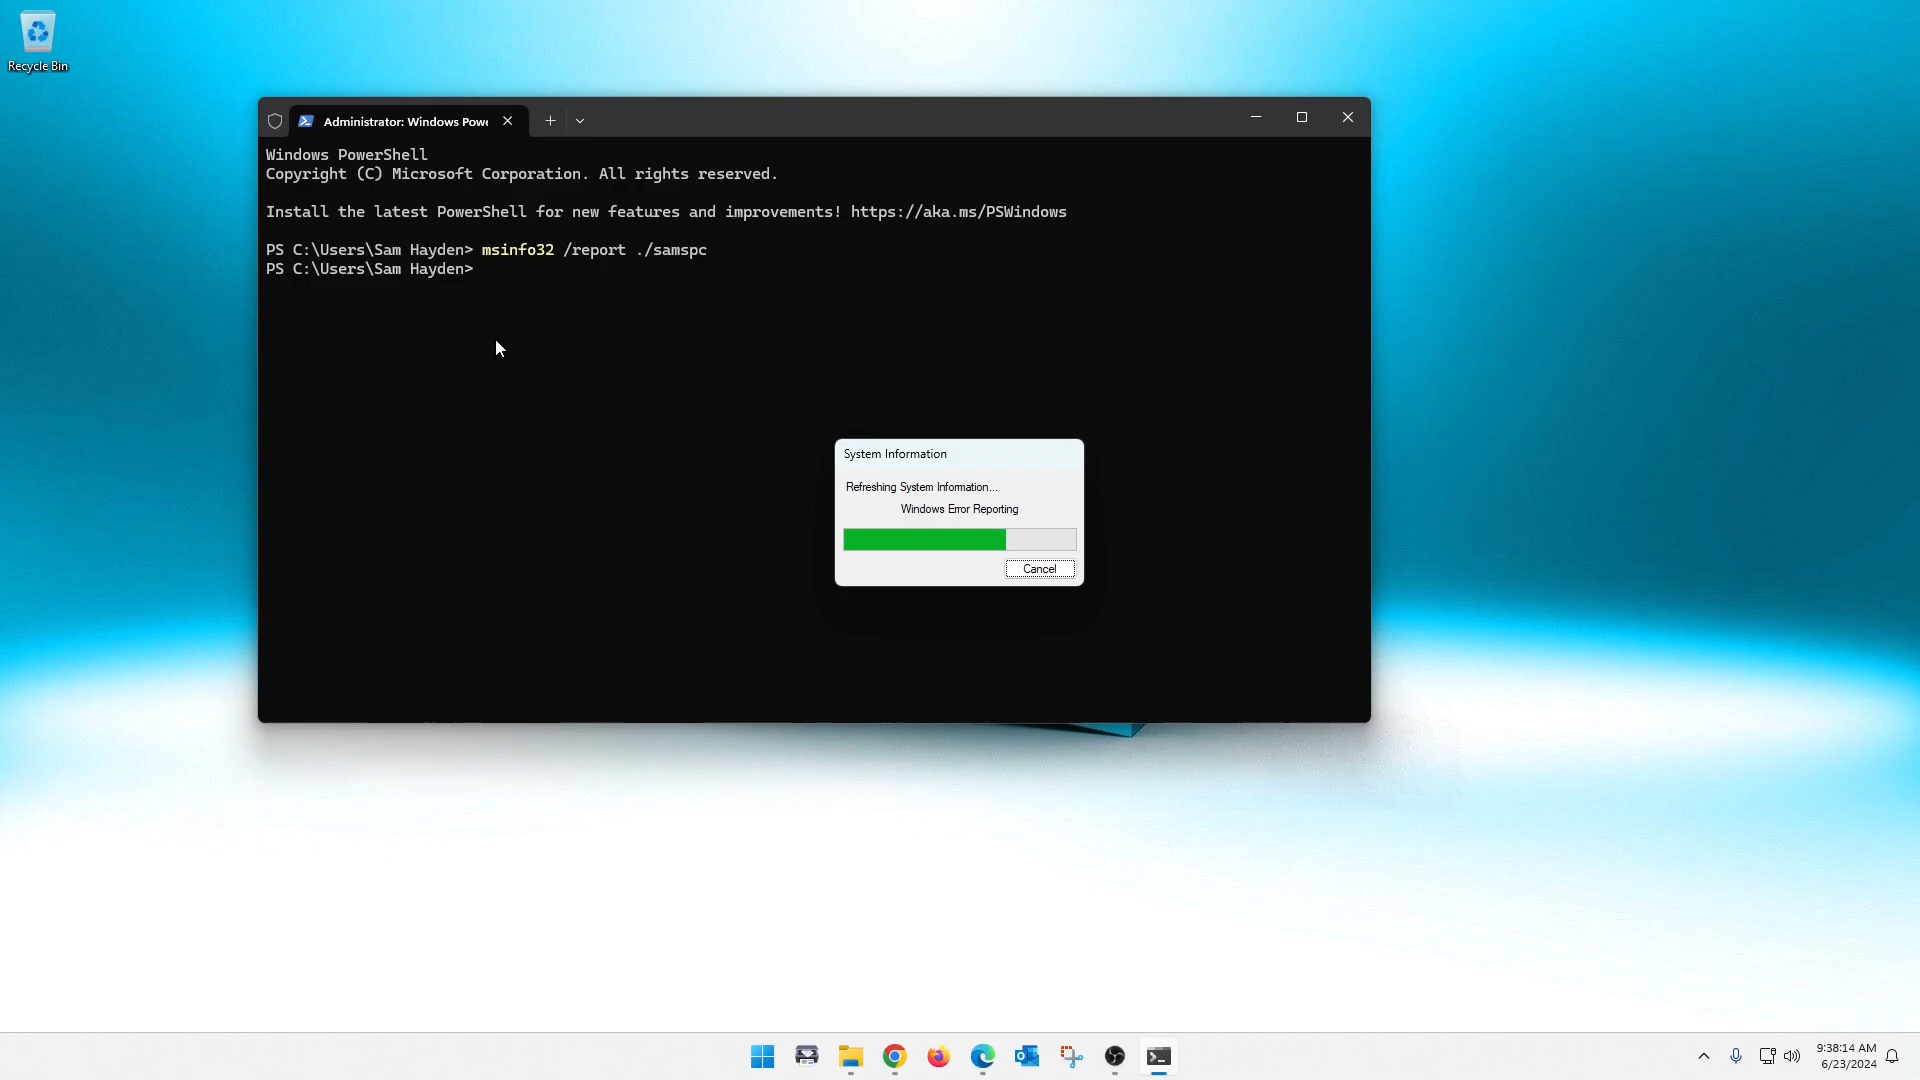 Recycle Bin
Administrator: Windows Powe
Windows PowerShell
Copyright (C) Microsoft Corporation. All rights reserved.
Install the latest PowerShell for new features and improvements! https://aka.ms/PSWindows
PS C:\Users\Sam Hayden> msinfo32 /report ./samspc
PS C:\Users\Sam Hayden>
System Information
Refreshing System Information...
Windows Error Reporting
Cancel
9:38:14 AM
6/23/2024